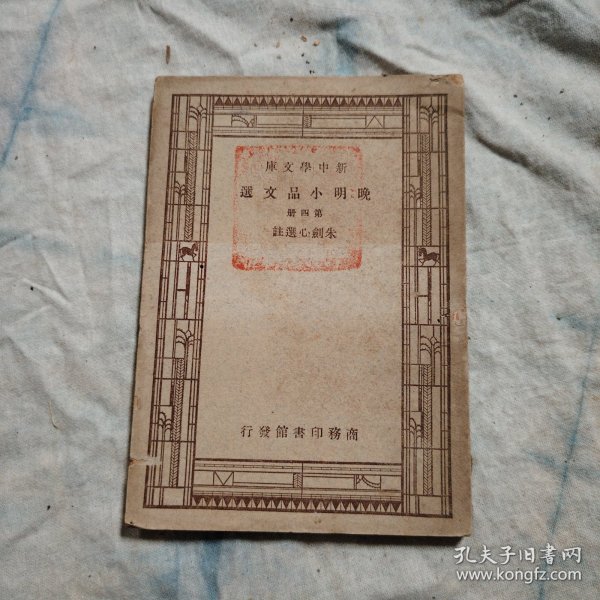 新中學文庫
晚明小品文選
第四册
朱劍心選註
商務印書館發行
孔夫子旧书网
www.kongfz.com